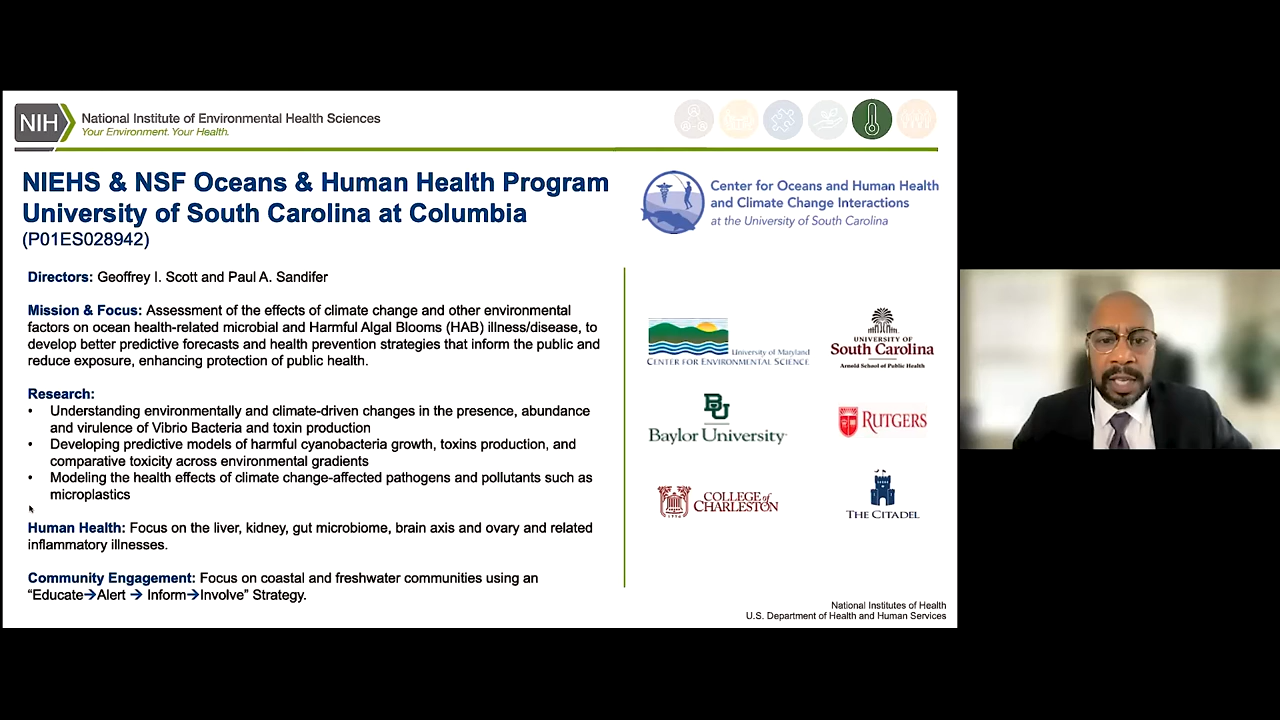 NIH
National Institute of Environmental Health Sciences
Your Environment. Your Health.
NIEHS & NSF Oceans & Human Health Program
University of South Carolina at Columbia
(P01ES028942)
Center for Oceans and Human Health
and Climate Change Interactions
at the University of South Carolina
Directors: Geoffrey I. Scott and Paul A. Sandifer
Mission & Focus: Assessment of the effects of climate change and other environmental
factors on ocean health-related microbial and Harmful Algal Blooms (HAB) illness/disease, to
develop better predictive forecasts and health prevention strategies that inform the public and
reduce exposure, enhancing protection of public health.
Research:
• Understanding environmentally and climate-driven changes in the presence, abundance
and virulence of Vibrio Bacteria and toxin production
• Developing predictive models of harmful cyanobacteria growth, toxins production, and
comparative toxicity across environmental gradients
• Modeling the health effects of climate change-affected pathogens and pollutants such as
microplastics
Human Health: Focus on the liver, kidney, gut microbiome, brain axis and ovary and related
inflammatory illnesses.
Community Engagement: Focus on coastal and freshwater communities using an
“Educate→Alert → Inform→Involve” Strategy.
University of Maryland
CENTER FOR ENVIRONMENTAL SCIENCE
UNIVERSITY OF
South Carolina
Arnold School of Public Health
BU
Baylor University
RUTGERS
COLLEGE of
CHARLESTON
1770
THE CITADEL
National Institutes of Health
U.S. Department of Health and Human Services